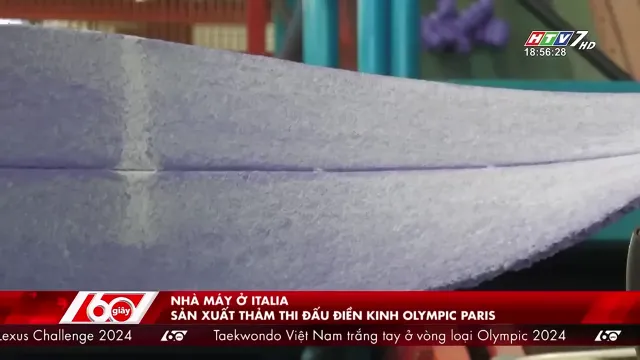 HTV7 HD
18:56:28
60 giây
NHÀ MÁY Ở ITALIA
SẢN XUẤT THẢM THI ĐẤU ĐIỀN KINH OLYMPIC PARIS
Lexus Challenge 2024 60 Taekwondo Việt Nam trắng tay ở vòng loại Olympic 2024 60